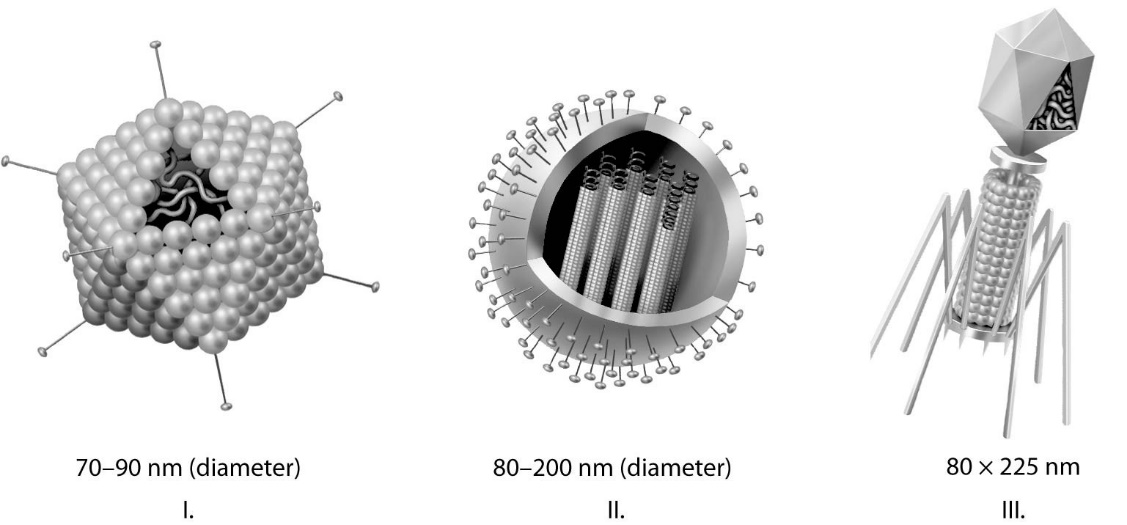 70–90 nm (diameter)
80–200 nm (diameter)
80 × 225 nm
I.
II.
III.